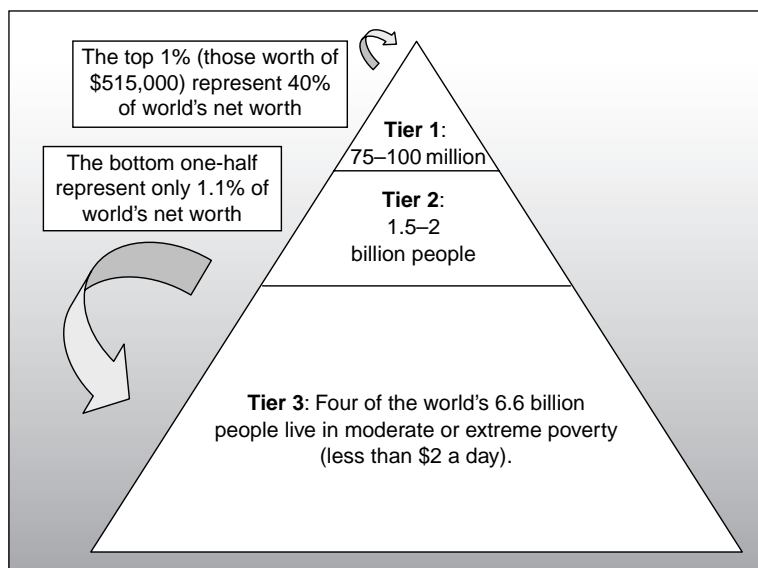 The top 1% (those worth of
$515,000) represent 40%
of world's net worth
The bottom one-half
represent only 1.1% of
world's net worth
Tier 1:
75–100 million
Tier 2:
1.5–2
billion people
Tier 3: Four of the world's 6.6 billion
people live in moderate or extreme poverty
(less than $2 a day).